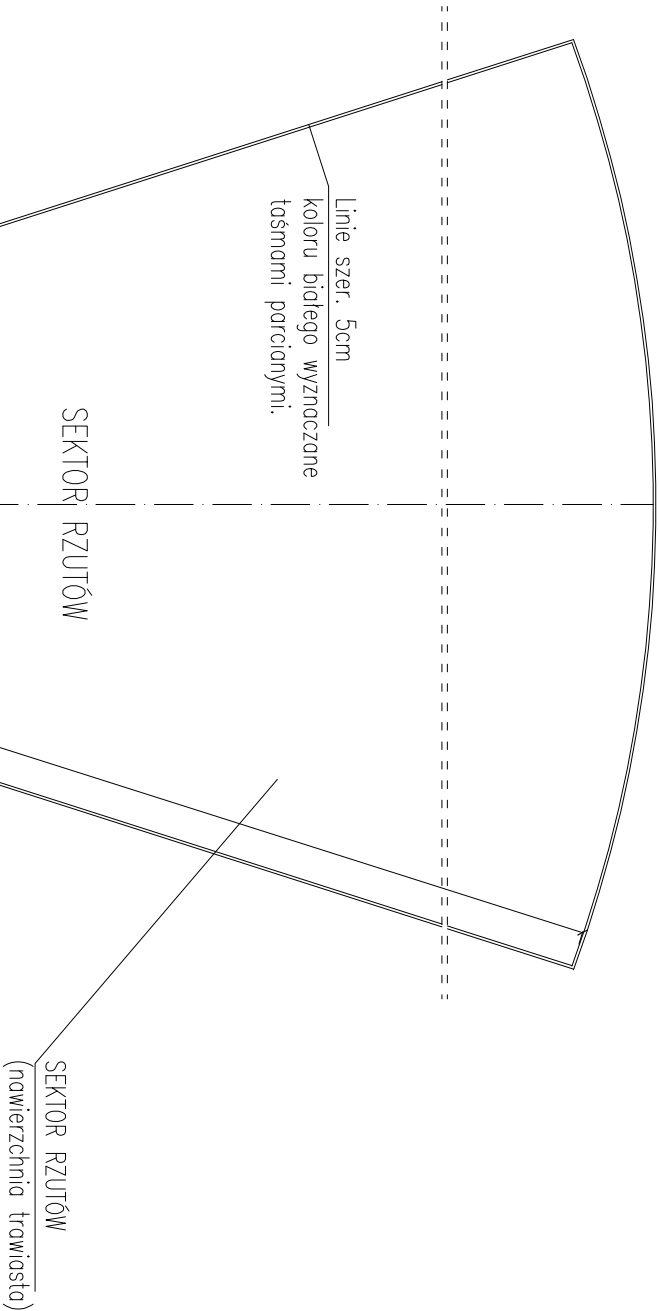 Linie szer. 5cm
koloru białego wyznaczane
taśmami parcianymi.
SEKTOR RZUTÓW
SEKTOR RZUTÓW
(nawierzchnia trawiasta)